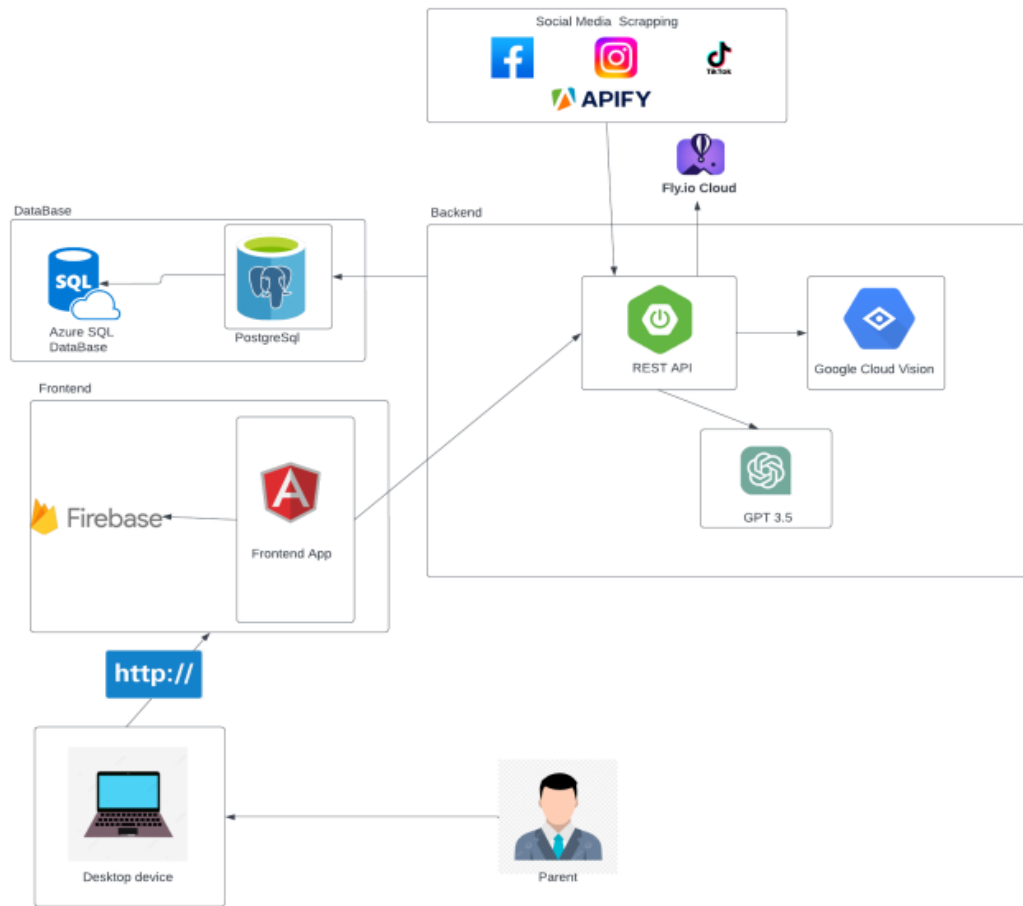 Social Media Scrapping
TikTok
APIFY
Fly.io Cloud
DataBase
Backend
SQL
Azure SQL
DataBase
PostgreSql
REST API
Google Cloud Vision
Frontend
Firebase
Frontend App
GPT 3.5
http://
Desktop device
Parent